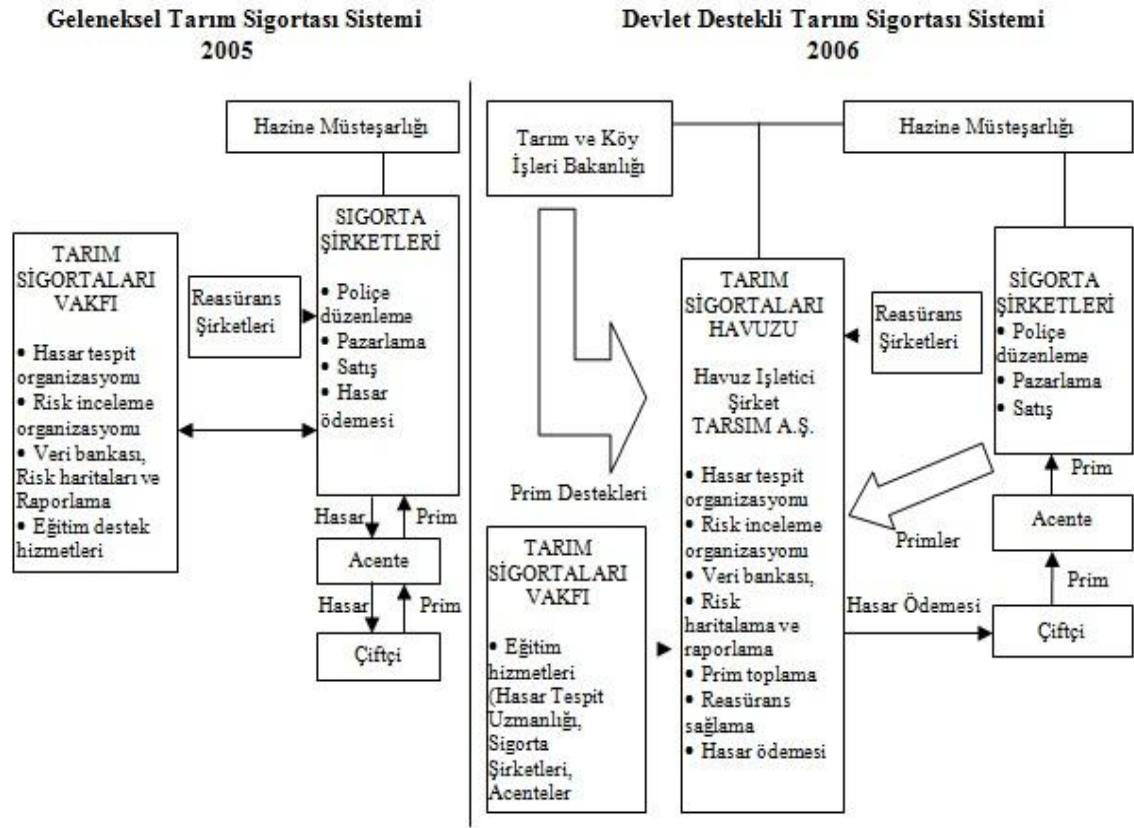 Geleneksel Tarım Sigortası Sistemi
2005
Hazine Müsteşarlığı
TARIM
SİGORTALARI
VAKFI
• Hasar tespit
organizasyonu
• Risk inceleme
organizasyonu
• Veri bankası,
Risk haritaları ve
Raporlama
• Eğitim destek
hizmetleri
Reasürans
Şirketleri
SIGORTA
ŞİRKETLERİ
• Poliçe
düzenleme
• Pazarlama
• Satış
• Hasar
ödemesi
Hasar
Prim
Acente
Hasar
Prim
Çiftçi
Devlet Destekli Tarım Sigortası Sistemi
2006
Tarım ve Köy
İşleri Bakanlığı
Hazine Müsteşarlığı
Prim Destekleri
TARIM
SİGORTALARI
VAKFI
• Eğitim
hizmetleri
(Hasar Tespit
Uzmanlığı,
Sigorta
Şirketleri,
Acenteler
TARIM
SİGORTALARI
HAVUZU
Havuz Işletici
Şirket
TARSIM A.Ş.
• Hasar tespit
organizasyonu
• Risk inceleme
organizasyonu
• Veri bankası,
• Risk
haritalama ve
raporlama
• Prim toplama
• Reasürans
sağlama
• Hasar ödemesi
Reasürans
Şirketleri
SİGORTA
ŞİRKETLERİ
• Poliçe
düzenleme
• Pazarlama
• Satış
Prim
Acente
Primler
Prim
Hasar Ödemesi
Çiftçi